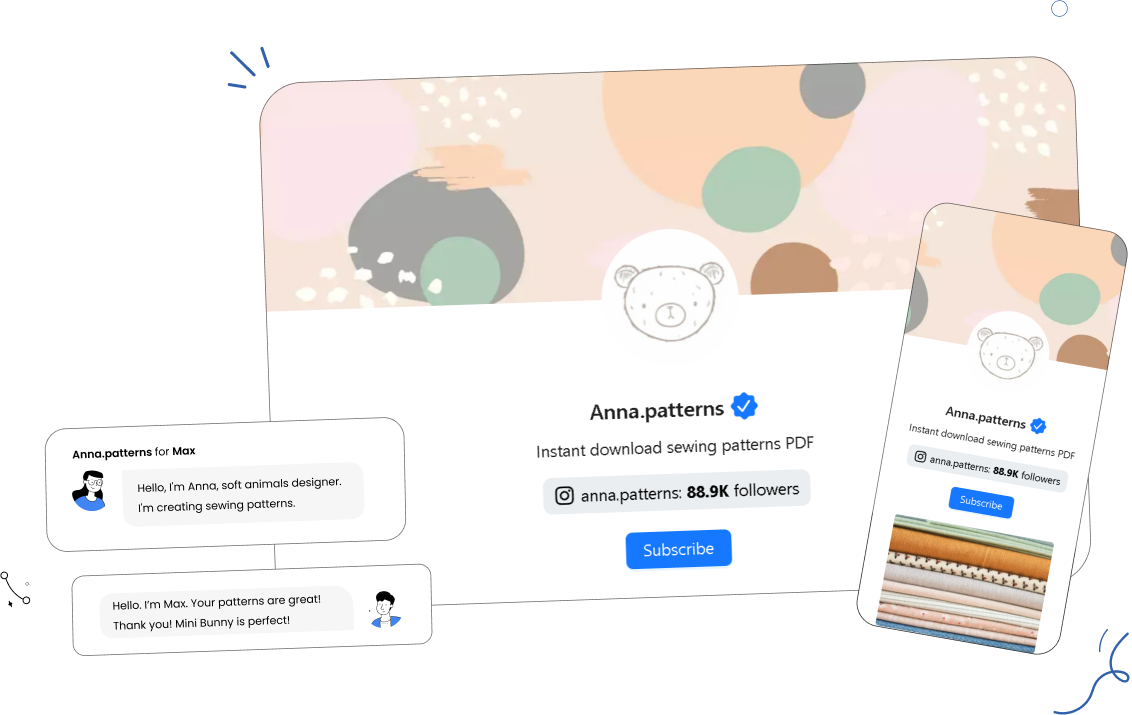 Anna.patterns
Instant download sewing patterns PDF
anna.patterns: 88.9K followers
Subscribe
Anna.patterns
Instant download sewing patterns PDF
anna.patterns: 88.9K followers
Subscribe
Anna.patterns for Max
Hello, I'm Anna, soft animals designer.
I'm creating sewing patterns.
Hello. I'm Max. Your patterns are great!
Thank you! Mini Bunny is perfect!